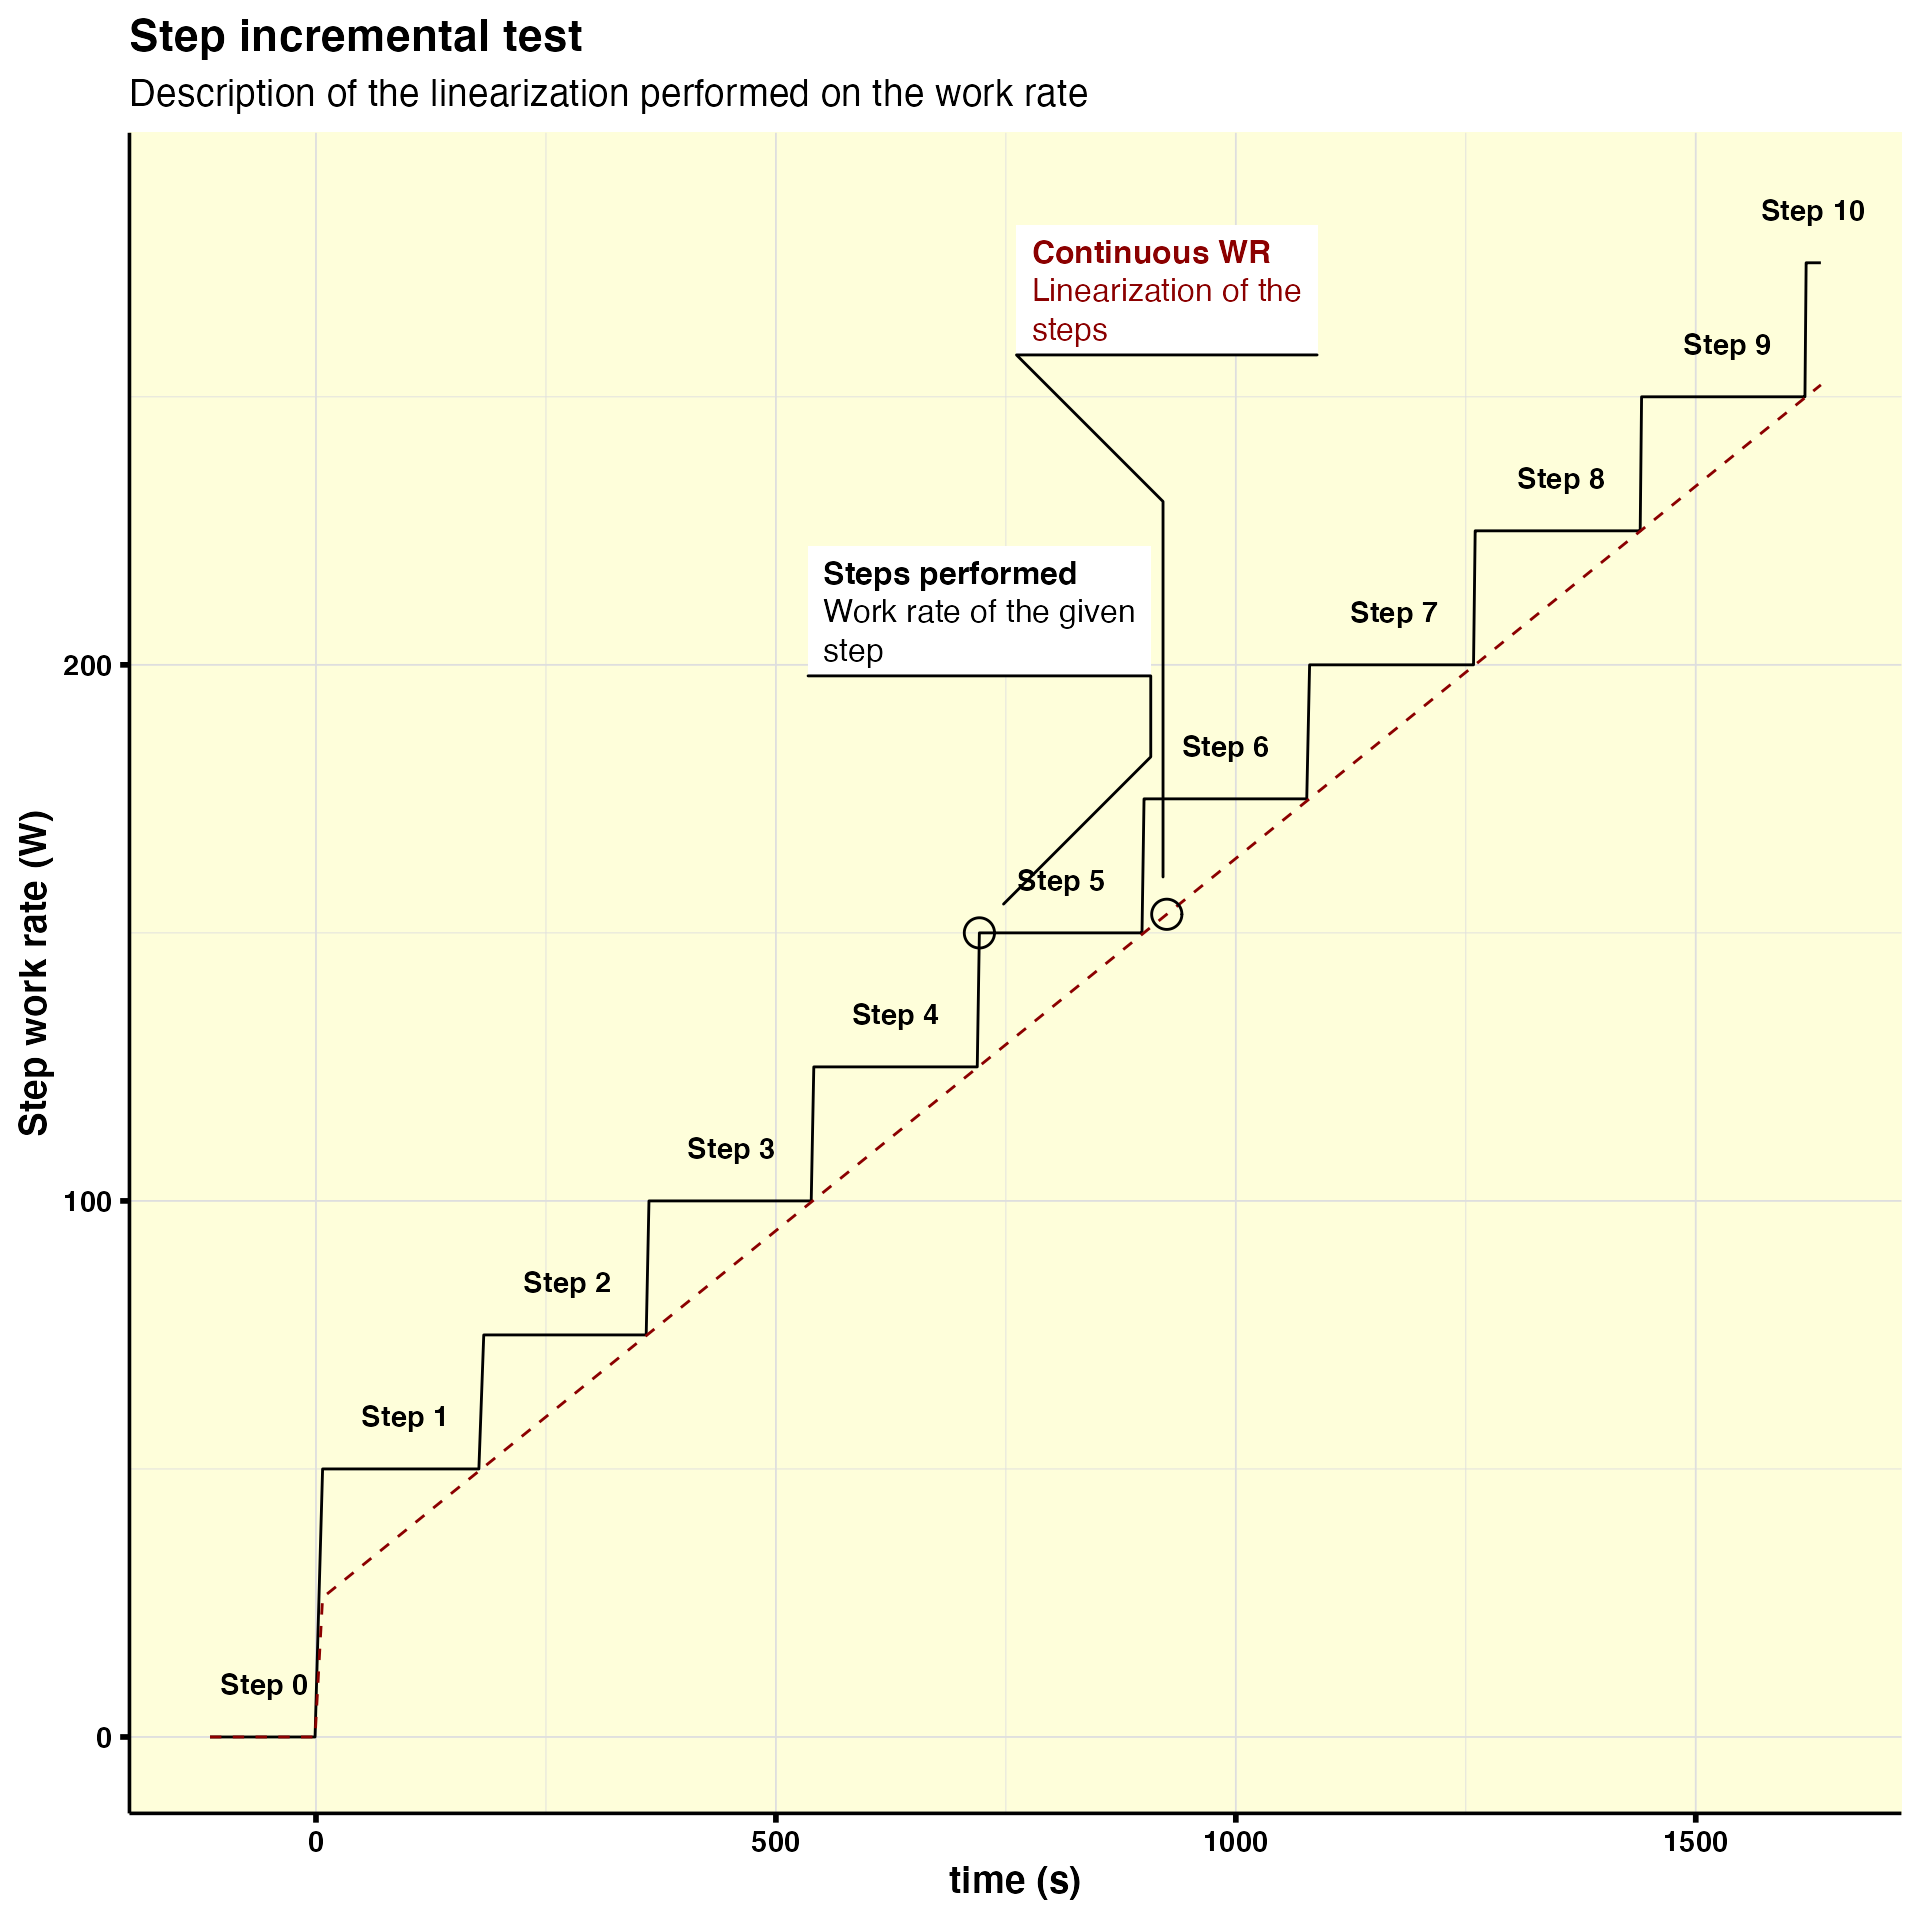 Step incremental test
Description of the linearization performed on the work rate
Step 10
Continuous WR
Linearization of the
steps
Step 9
Step 8
Steps performed
Work rate of the given
step
Step 7
200
Step 6
Step 5
Step 4
Step 3
100
Step 2
Step 1
Step 0
0
Step work rate (W)
0 500 1000 1500
time (s)